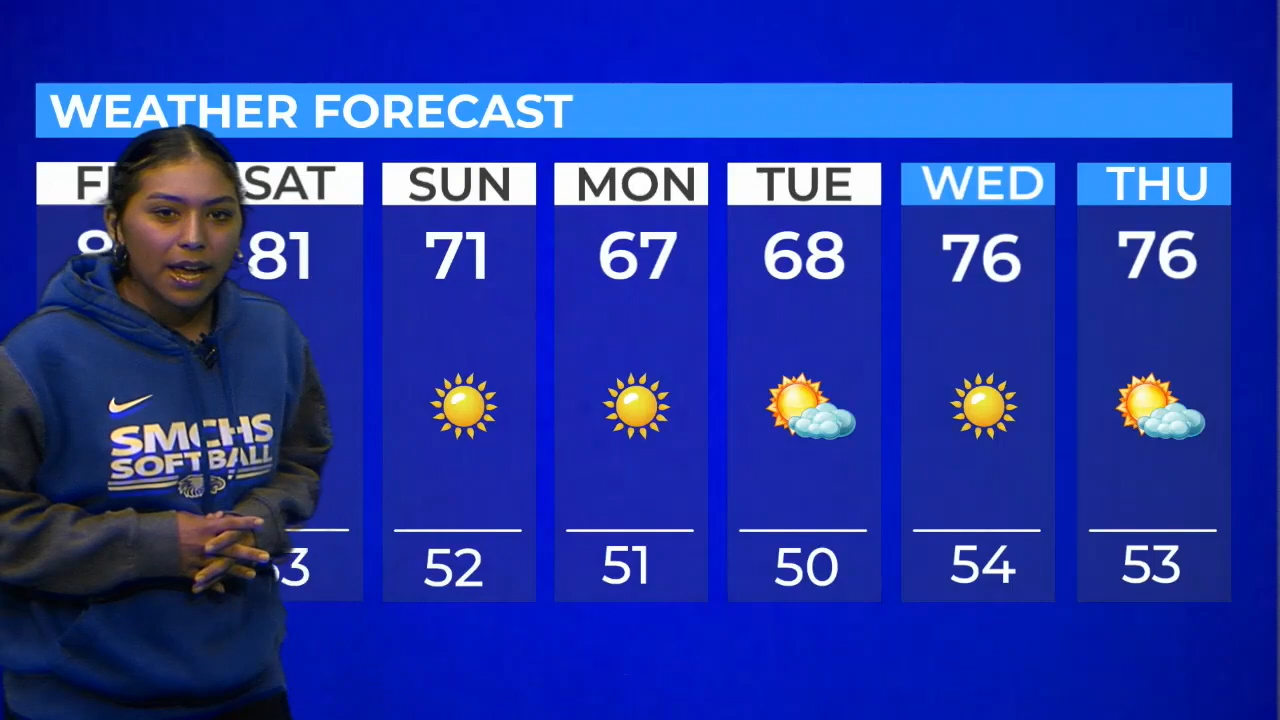 WEATHER FORECAST
SAT SUN MON TUE WED THU
81 71 67 68 76 76
SMCHS
SOFTBALL
52 51 50 54 53